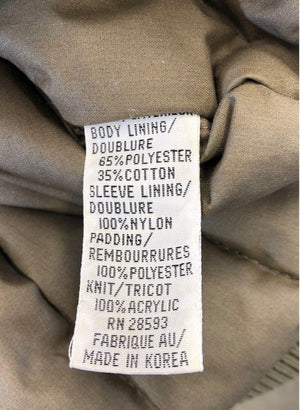 BODY LINING/
DOUBLURE
65%POLYESTER
35%COTTON
SLEEVE LINING/
DOUBLURE
100%NYLON
PADDING/
REMBOURRURES
100%POLYESTER
KNIT/TRICOT
100%ACRYLIC
RN 28593
FABRIQUE AU/
MADE IN KOREA